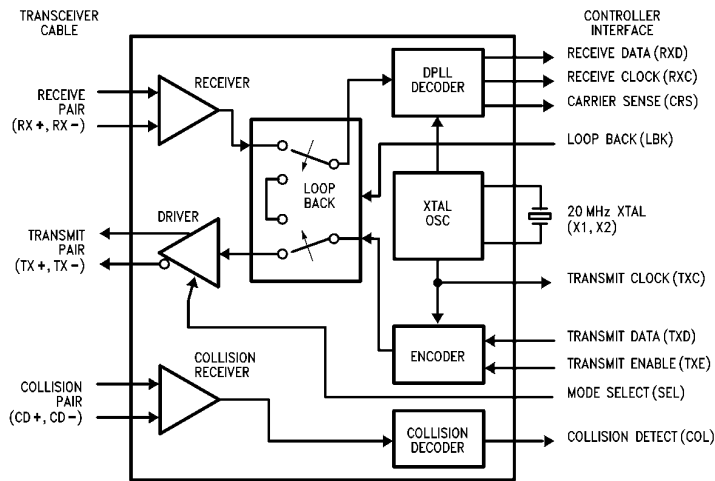 TRANSCEIVER
CABLE
CONTROLLER
INTERFACE
RECEIVER
RECEIVE
PAIR
(RX+, RX-)
DPLL
DECODER
RECEIVE DATA (RXD)
RECEIVE CLOCK (RXC)
CARRIER SENSE (CRS)
LOOP BACK (LBK)
LOOP
BACK
XTAL
OSC
20 MHz XTAL
(X1, X2)
DRIVER
TRANSMIT
PAIR
(TX+, TX-)
TRANSMIT CLOCK (TXC)
ENCODER
TRANSMIT DATA (TXD)
TRANSMIT ENABLE (TXE)
MODE SELECT (SEL)
COLLISION
RECEIVER
COLLISION
PAIR
(CD+, CD-)
COLLISION
DECODER
COLLISION DETECT (COL)